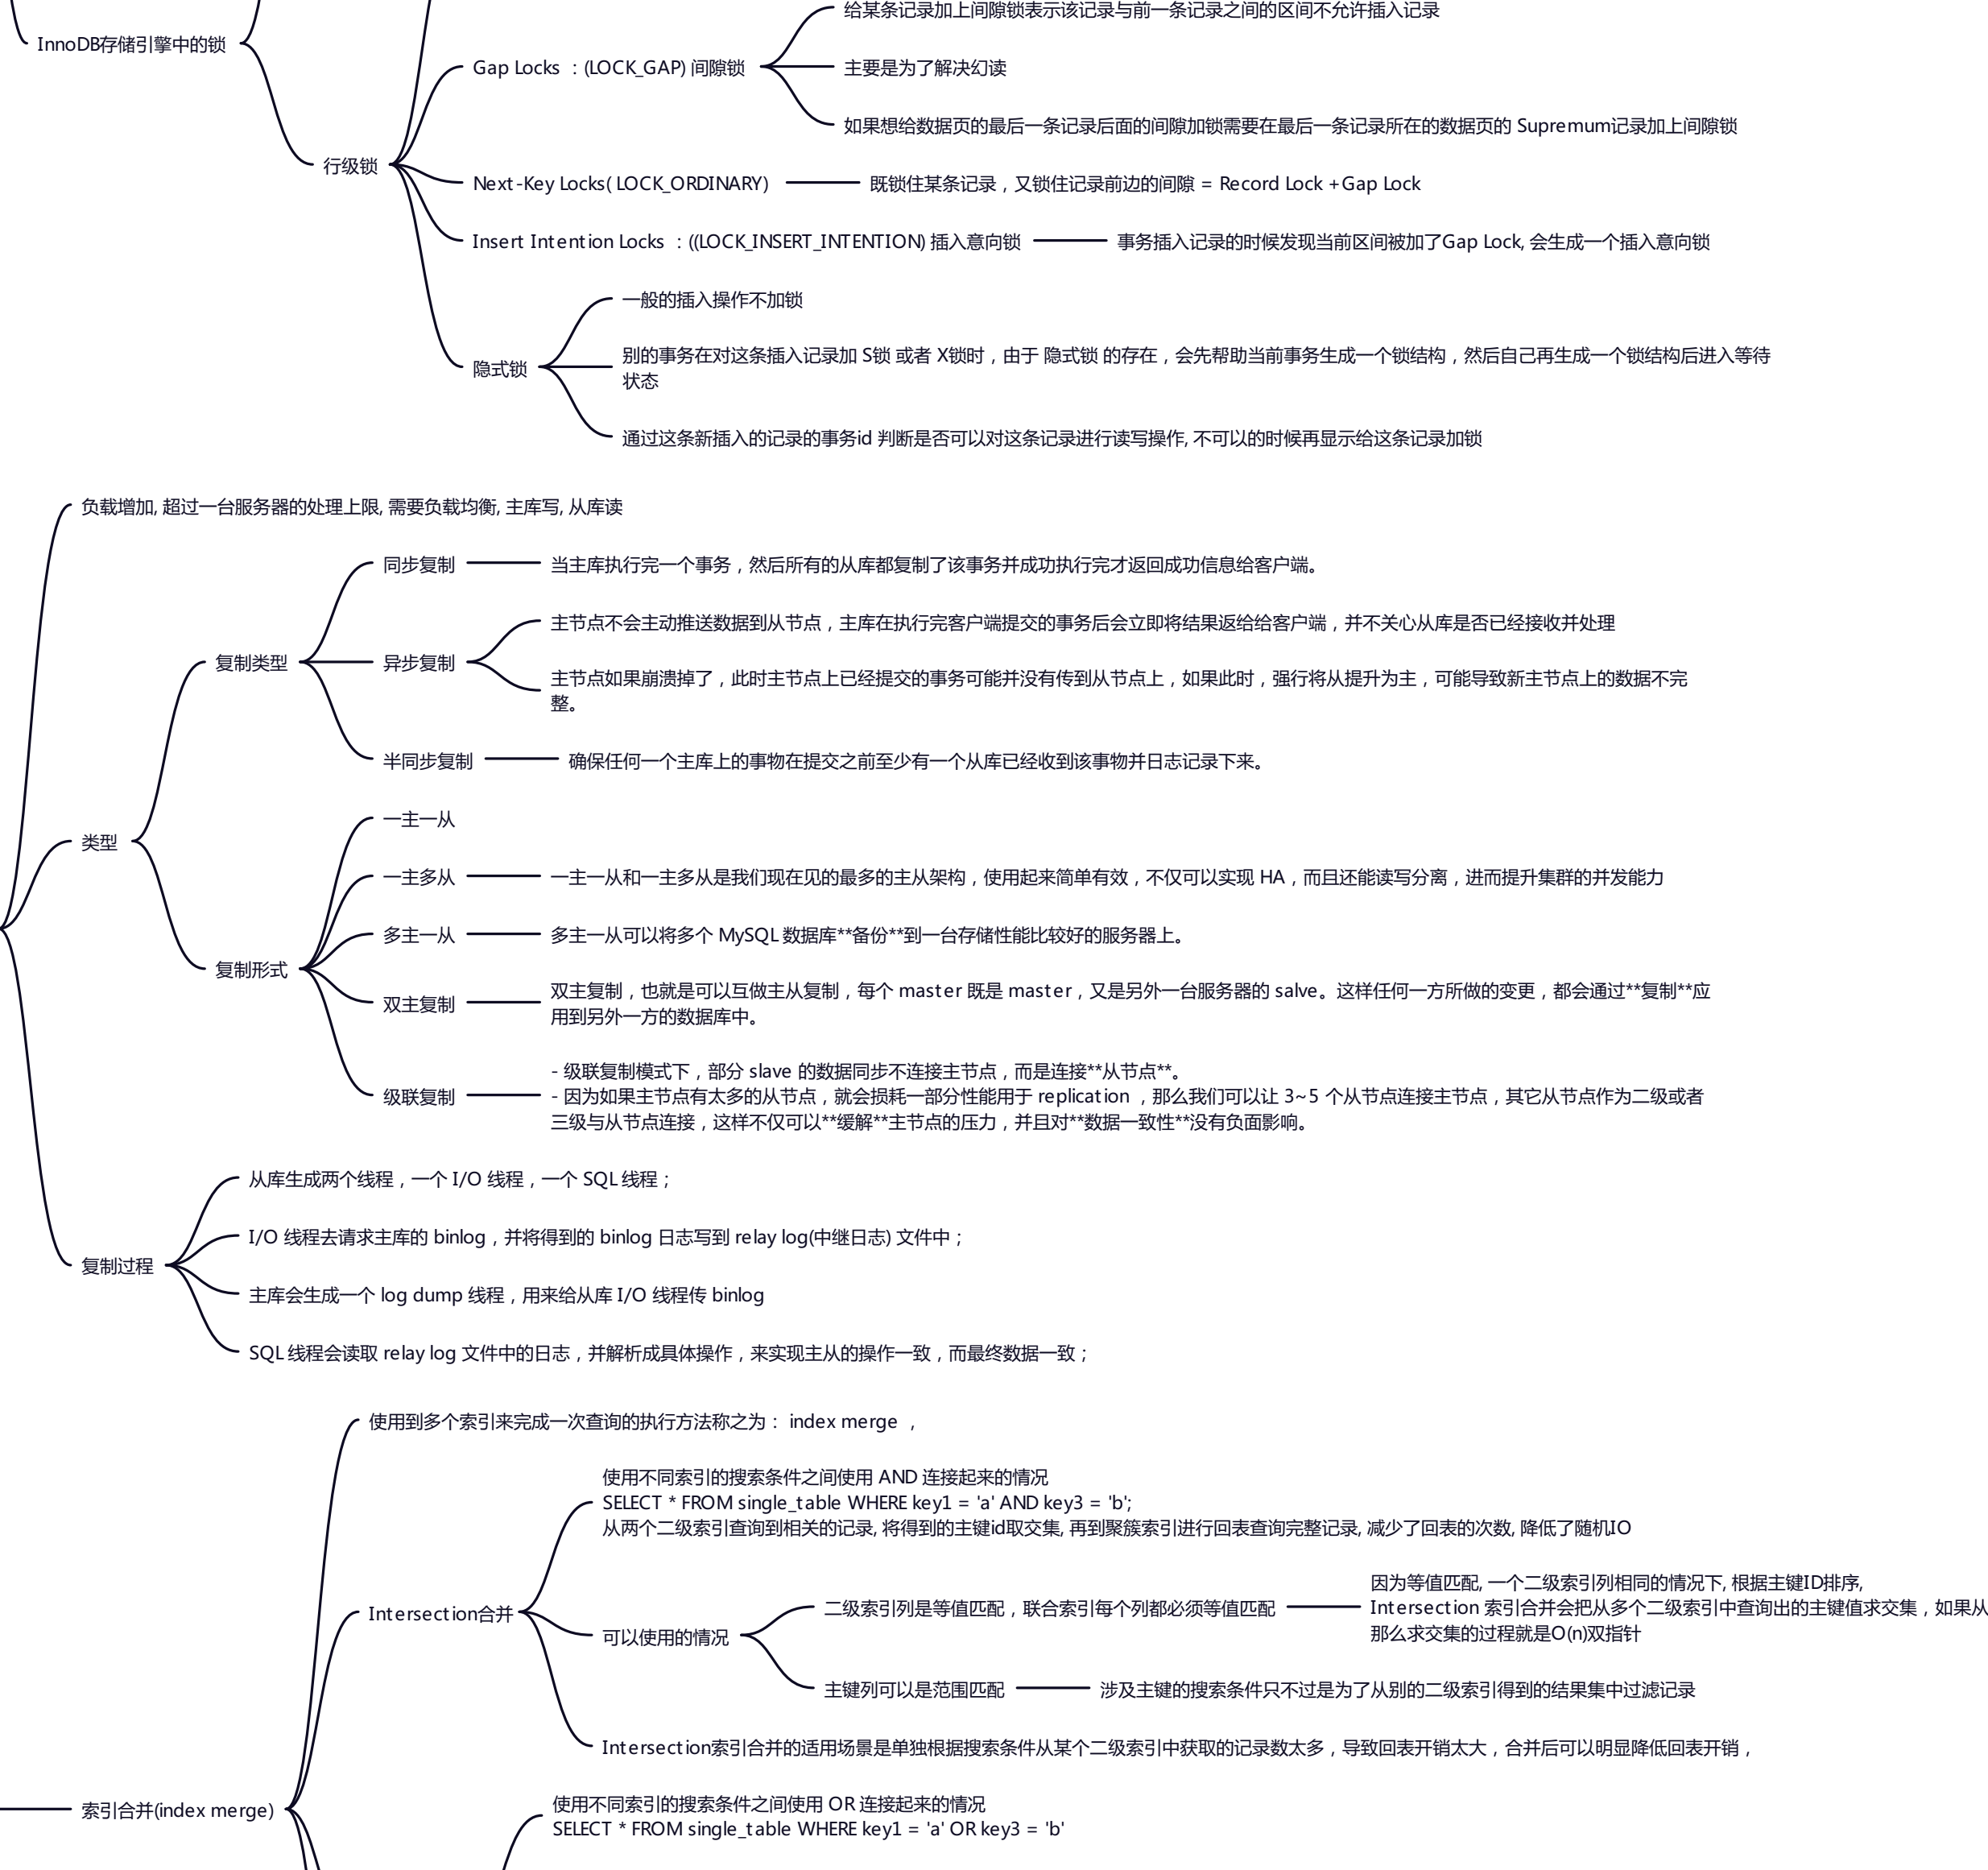 给某条记录加上间隙锁表示该记录与前一条记录之间的区间不允许插入记录
InnoDB存储引擎中的锁
Gap Locks ：(LOCK_GAP) 间隙锁
主要是为了解决幻读
如果想给数据页的最后一条记录后面的间隙加锁需要在最后一条记录所在的数据页的 Supremum记录加上间隙锁
行级锁
Next-Key Locks( LOCK_ORDINARY)
既锁住某条记录，又锁住记录前边的间隙 = Record Lock +Gap Lock
Insert Intention Locks ：((LOCK_INSERT_INTENTION) 插入意向锁
事务插入记录的时候发现当前区间被加了Gap Lock, 会生成一个插入意向锁
一般的插入操作不加锁
隐式锁
别的事务在对这条插入记录加 S锁 或者 X锁时，由于 隐式锁 的存在，会先帮助当前事务生成一个锁结构，然后自己再生成一个锁结构后进入等待
状态
通过这条新插入的记录的事务id 判断是否可以对这条记录进行读写操作, 不可以的时候再显示给这条记录加锁
负载增加, 超过一台服务器的处理上限, 需要负载均衡, 主库写, 从库读
同步复制
当主库执行完一个事务，然后所有的从库都复制了该事务并成功执行完才返回成功信息给客户端。
复制类型
异步复制
主节点不会主动推送数据到从节点，主库在执行完客户端提交的事务后会立即将结果返给给客户端，并不关心从库是否已经接收并处理
主节点如果崩溃掉了，此时主节点上已经提交的事务可能并没有传到从节点上，如果此时，强行将从提升为主，可能导致新主节点上的数据不完
整。
半同步复制
确保任何一个主库上的事物在提交之前至少有一个从库已经收到该事物并日志记录下来。
类型
一主一从
一主多从
一主一从和一主多从是我们现在见的最多的主从架构，使用起来简单有效，不仅可以实现 HA，而且还能读写分离，进而提升集群的并发能力
多主一从
多主一从可以将多个 MySQL 数据库**备份**到一台存储性能比较好的服务器上。
复制形式
双主复制
双主复制，也就是可以互做主从复制，每个 master 既是 master，又是另外一台服务器的 salve。这样任何一方所做的变更，都会通过**复制**应
用到另外一方的数据库中。
级联复制
- 级联复制模式下，部分 slave 的数据同步不连接主节点，而是连接**从节点**。
- 因为如果主节点有太多的从节点，就会损耗一部分性能用于 replication ，那么我们可以让 3~5 个从节点连接主节点，其它从节点作为二级或者
三级与从节点连接，这样不仅可以**缓解**主节点的压力，并且对**数据一致性**没有负面影响。
从库生成两个线程，一个 I/O 线程，一个 SQL 线程；
I/O 线程去请求主库的 binlog，并将得到的 binlog 日志写到 relay log(中继日志) 文件中；
复制过程
主库会生成一个 log dump 线程，用来给从库 I/O 线程传 binlog
SQL 线程会读取 relay log 文件中的日志，并解析成具体操作，来实现主从的操作一致，而最终数据一致；
使用到多个索引来完成一次查询的执行方法称之为： index merge ，
使用不同索引的搜索条件之间使用 AND 连接起来的情况
SELECT * FROM single_table WHERE key1 = 'a' AND key3 = 'b';
从两个二级索引查询到相关的记录, 将得到的主键id取交集, 再到聚簇索引进行回表查询完整记录, 减少了回表的次数, 降低了随机IO
Intersection合并
可以使用的情况
二级索引列是等值匹配，联合索引每个列都必须等值匹配
因为等值匹配, 一个二级索引列相同的情况下, 根据主键ID排序,
Intersection 索引合并会把从多个二级索引中查询出的主键值求交集，如果从
那么求交集的过程就是O(n)双指针
主键列可以是范围匹配
涉及主键的搜索条件只不过是为了从别的二级索引得到的结果集中过滤记录
Intersection索引合并的适用场景是单独根据搜索条件从某个二级索引中获取的记录数太多，导致回表开销太大，合并后可以明显降低回表开销，
索引合并(index merge)
使用不同索引的搜索条件之间使用 OR 连接起来的情况
SELECT * FROM single_table WHERE key1 = 'a' OR key3 = 'b'